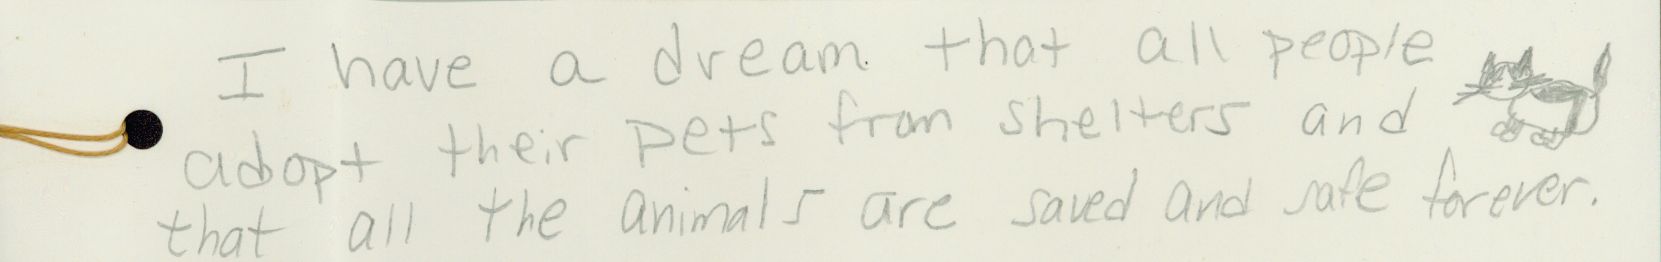 I have a dream that all people
adopt their pets from shelters and
that all the animals are saved and safe forever.